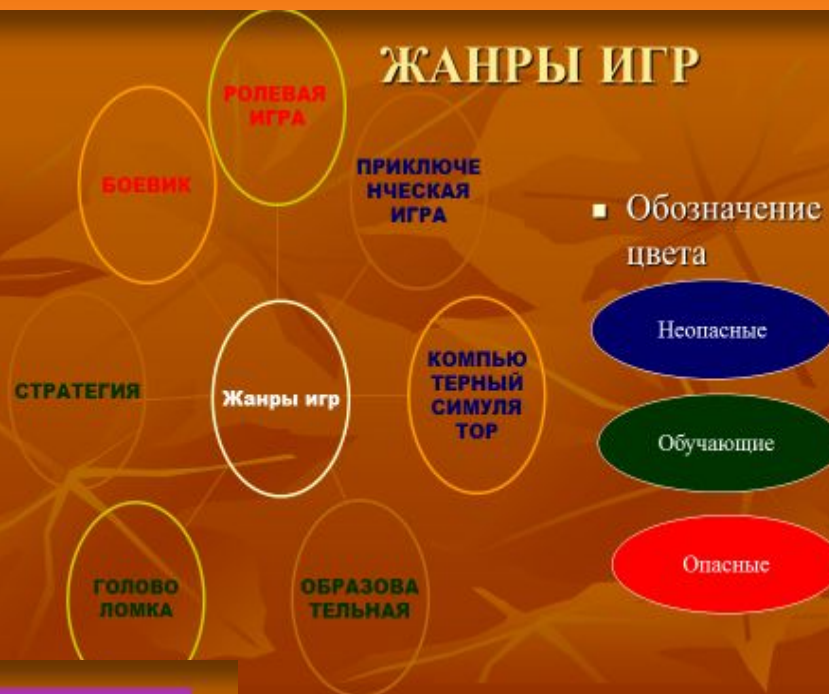 ЖАНРЫ ИГР
РОЛЕВАЯ
ИГРА
БОЕВИК
ПРИКЛЮЧЕ
НЧЕСКАЯ
ИГРА
СТРАТЕГИЯ
Жанры игр
КОМПЬЮ
ТЕРНЫЙ
СИМУЛЯ
ТОР
ГОЛОВО
ЛОМКА
ОБРАЗОВА
ТЕЛЬНАЯ
▪ Обозначение
цвета
Неопасные
Обучающие
Опасные